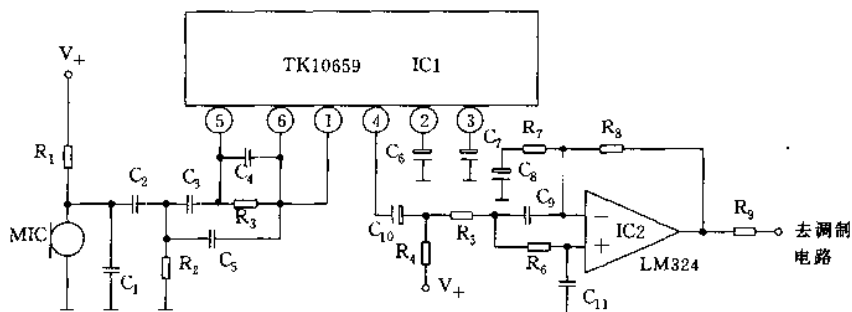 TK10659 IC1
V+
⑤ ⑥ ① ④ ② ③
R1
C2
C3
C4
R3
C5
MIC
C1
R2
C6
C7
C8
R7
R8
C9
C10
R4
V+
R5
R6
C11
IC2
LM324
R9
去调制
电路